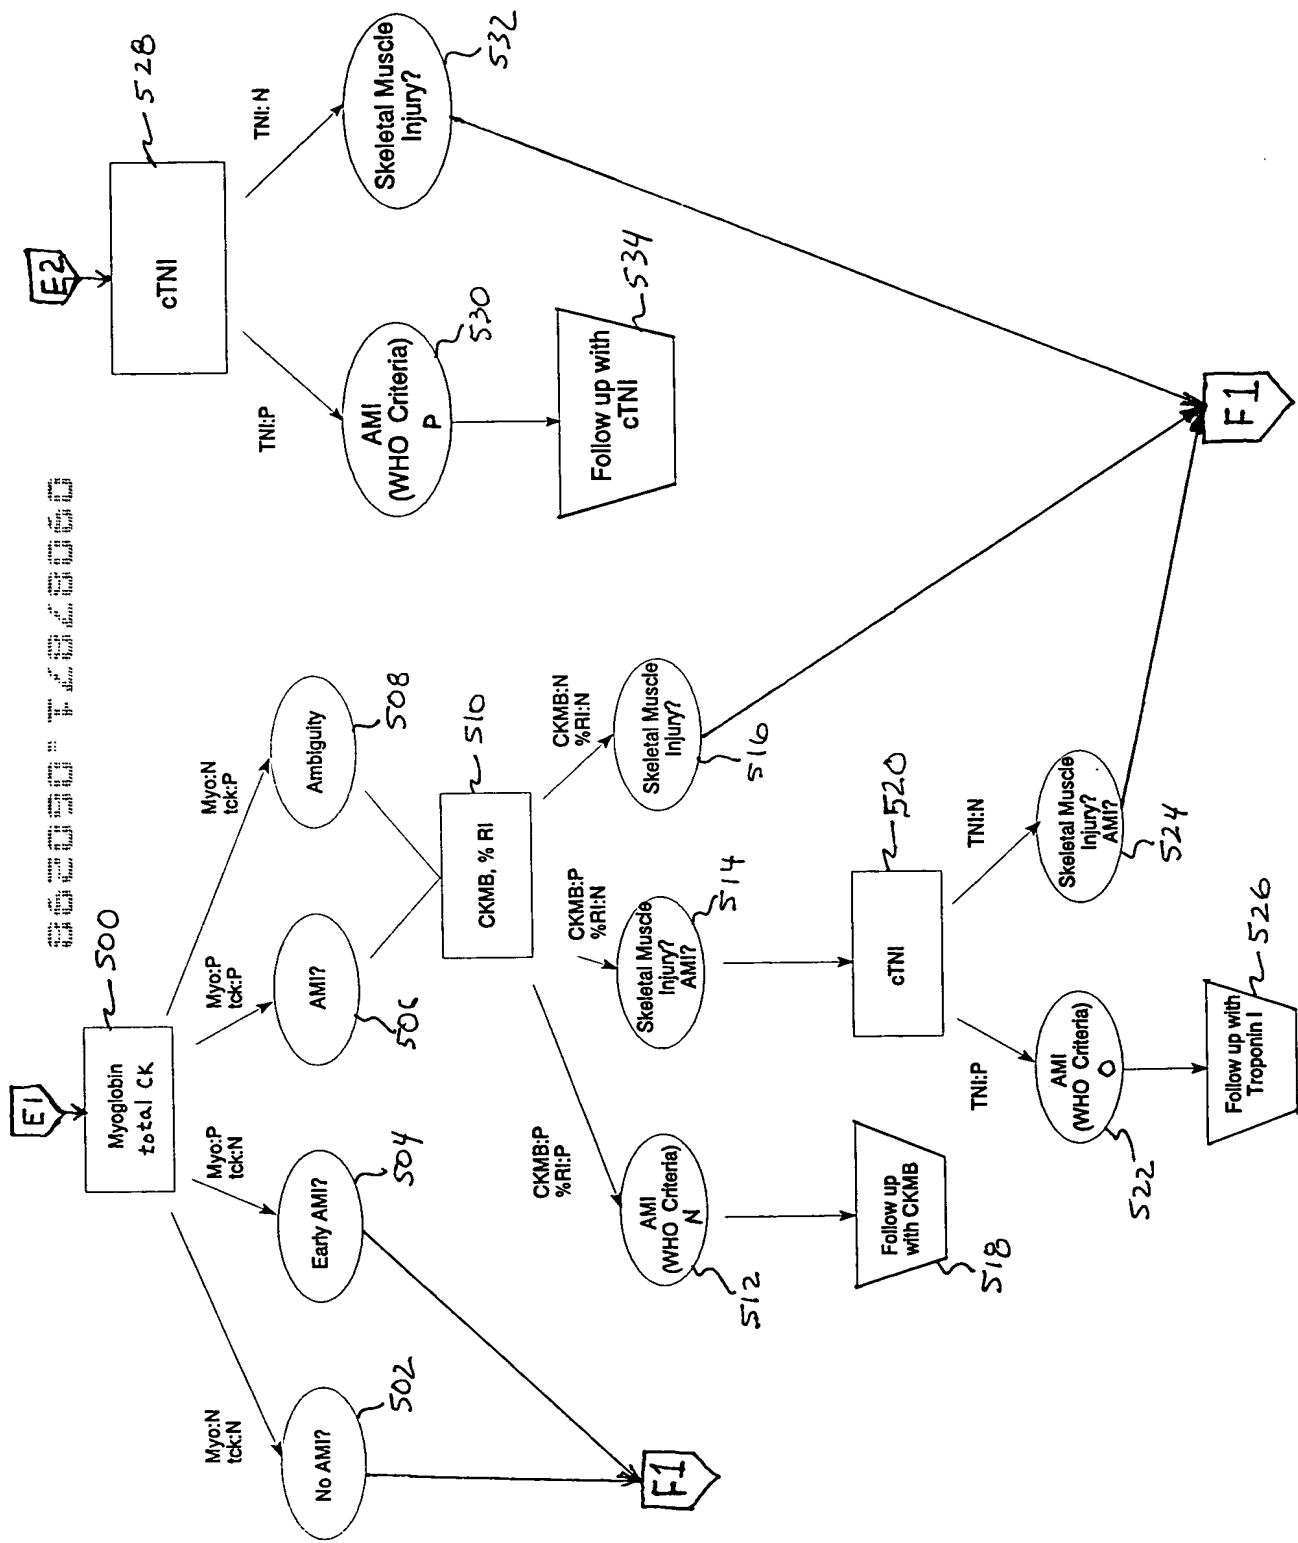 09087871.050298
E1
Myoglobin
total CK
500
Myo:N
tck:N
Myo:P
tck:N
Myo:P
tck:P
Myo:N
tck:P
No AMI?
502
Early AMI?
504
AMI?
506
Ambiguity
508
F1
CKMB, % RI
510
CKMB:P
%RI:P
CKMB:P
%RI:N
CKMB:N
%RI:N
AMI
(WHO Criteria)
N
512
Skeletal Muscle
Injury?
AMI?
514
Skeletal Muscle
Injury?
516
Follow up
with CKMB
518
cTNI
520
TNI:P
TNI:N
AMI
(WHO Criteria)
O
522
Skeletal Muscle
Injury?
AMI?
524
Follow up with
Troponin I
526
E2
cTNI
528
TNI:P
TNI: N
AMI
(WHO Criteria)
P
530
Skeletal Muscle
Injury?
532
Follow up with
cTNI
534
F1